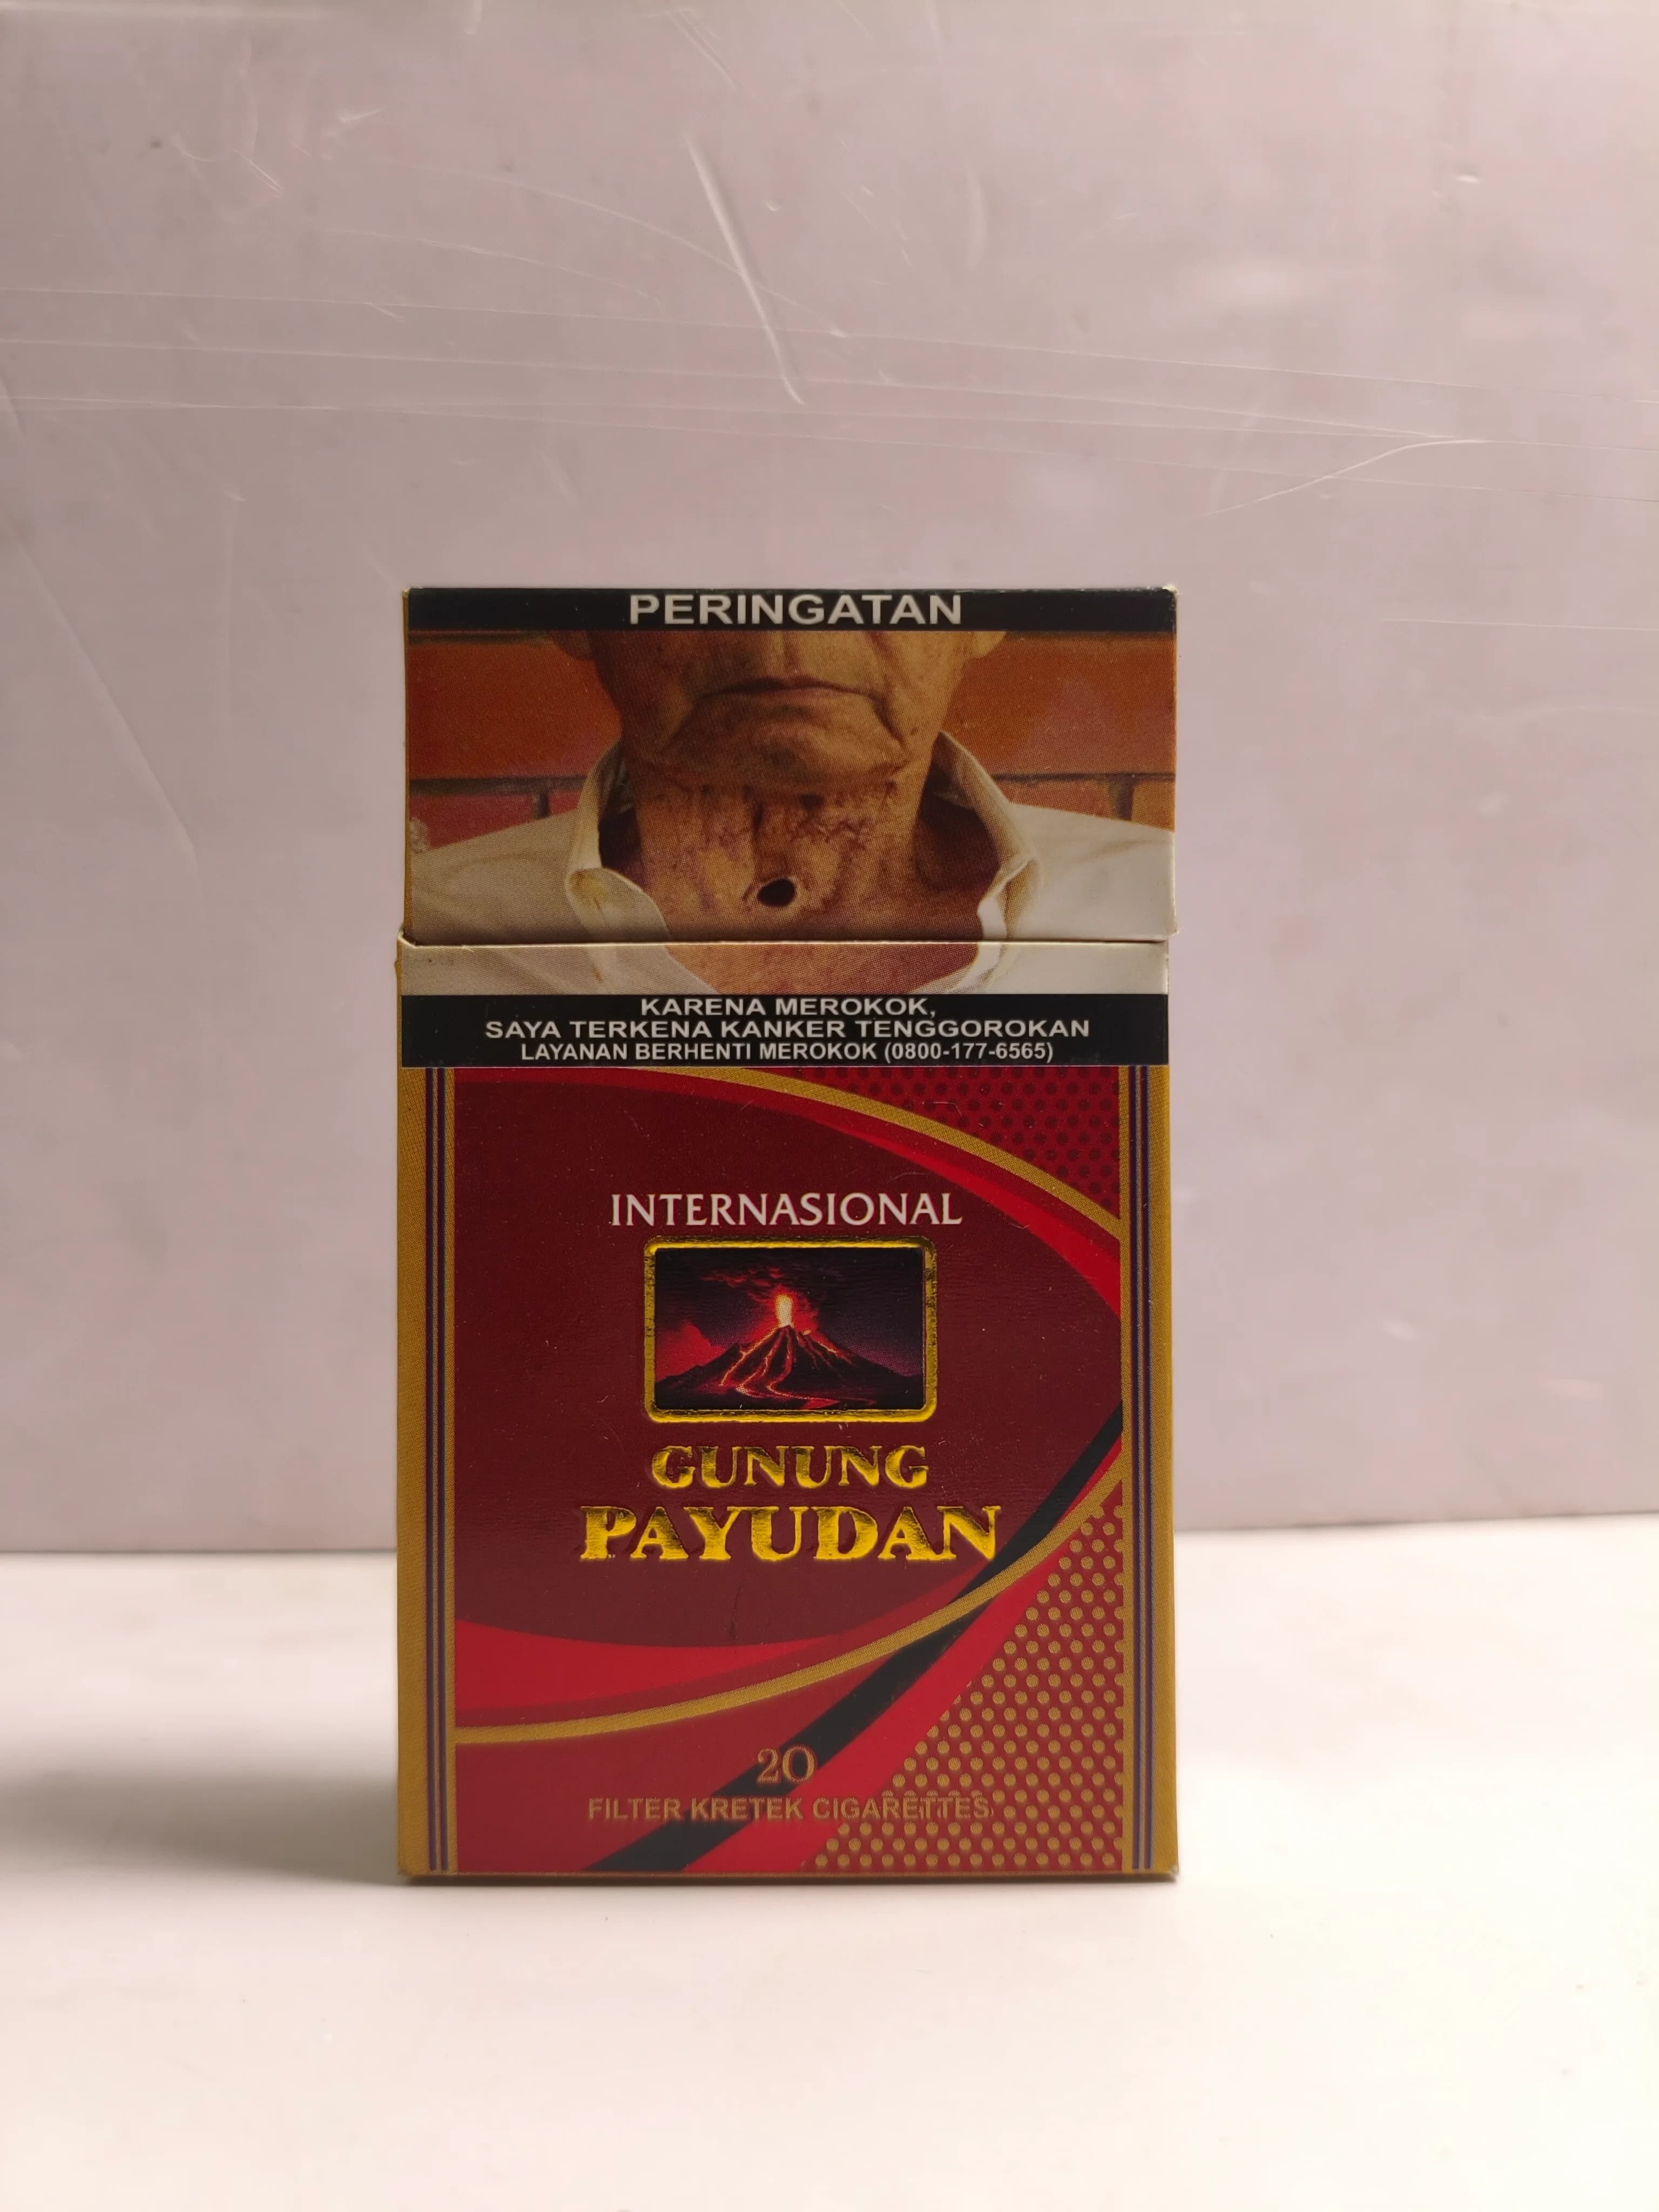 PERINGATAN
KARENA MEROKOK,
SAYA TERKENA KANKER TENGGOROKAN
LAYANAN BERHENTI MEROKOK (0800-177-6565)
INTERNASIONAL
GUNUNG
PAYUDAN
20
FILTER KRETEK CIGARETTES